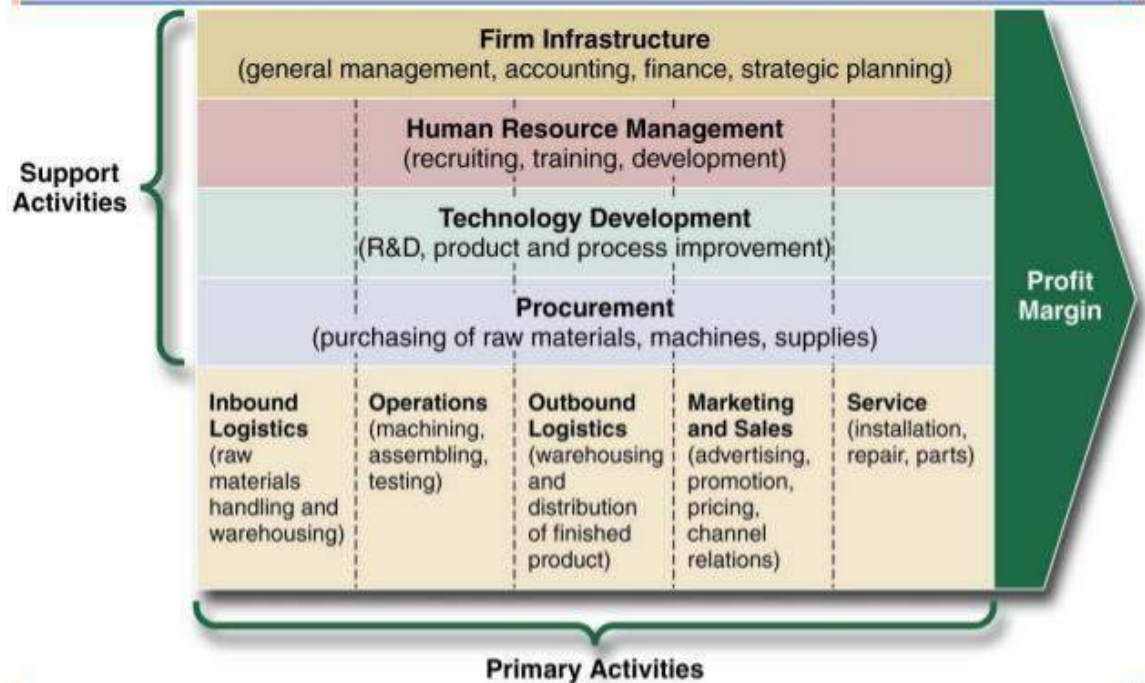 Firm Infrastructure
(general management, accounting, finance, strategic planning)
Human Resource Management
(recruiting, training, development)
Support
Activities
Technology Development
(R&D, product and process improvement)
Procurement
(purchasing of raw materials, machines, supplies)
Profit
Margin
Inbound
Logistics
(raw
materials
handling and
warehousing)
Operations
(machining,
assembling,
testing)
Outbound
Logistics
(warehousing
and
distribution
of finished
product)
Marketing
and Sales
(advertising,
promotion,
pricing,
channel
relations)
Service
(installation,
repair, parts)
Primary Activities